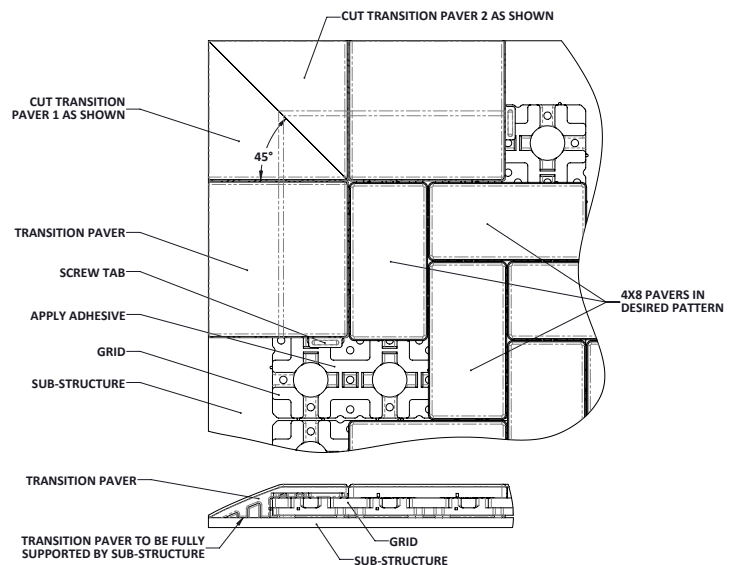 CUT TRANSITION PAVER 2 AS SHOWN
CUT TRANSITION
PAVER 1 AS SHOWN
45°
TRANSITION PAVER
SCREW TAB
APPLY ADHESIVE
GRID
SUB-STRUCTURE
4X8 PAVERS IN
DESIRED PATTERN
TRANSITION PAVER
TRANSITION PAVER TO BE FULLY
SUPPORTED BY SUB-STRUCTURE
GRID
SUB-STRUCTURE